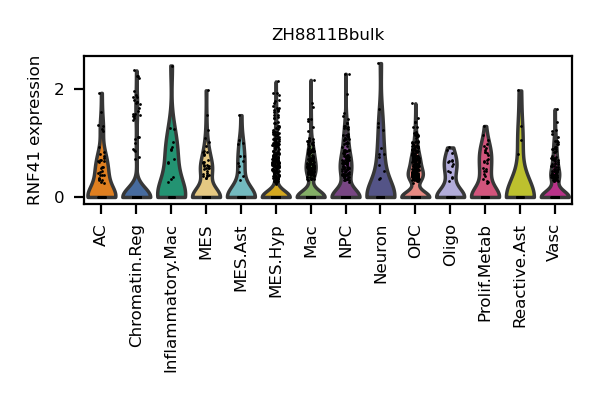 ZH8811Bbulk
RNF41 expression
2
0
AC
Chromatin.Reg
Inflammatory.Mac
MES
MES.Ast
MES.Hyp
Mac
NPC
Neuron
OPC
Oligo
Prolif.Metab
Reactive.Ast
Vasc